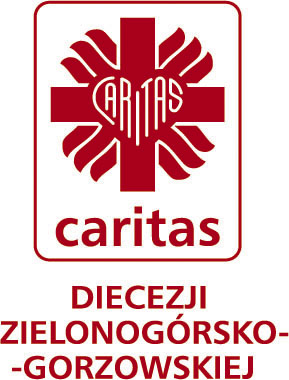 CARITAS
caritas
DIECEZJI
ZIELONOGÓRSKO-
-GORZOWSKIEJ